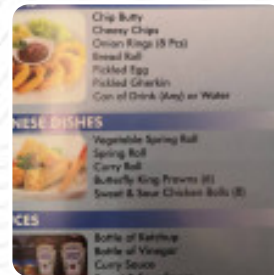 Chip Butty
Cheesy Chips
Onion Rings (8 Pcs)
Bread Roll
Pickled Egg
Pickled Gherkin
Can of Drink (Any) or Water
NESE DISHES
Vegetable Spring Roll
Spring Roll
Curry Roll
Butterfly King Prawns (6)
Sweet & Sour Chicken Balls (8)
CES
Bottle of Ketchup
Bottle of Vinegar
Curry Sauce